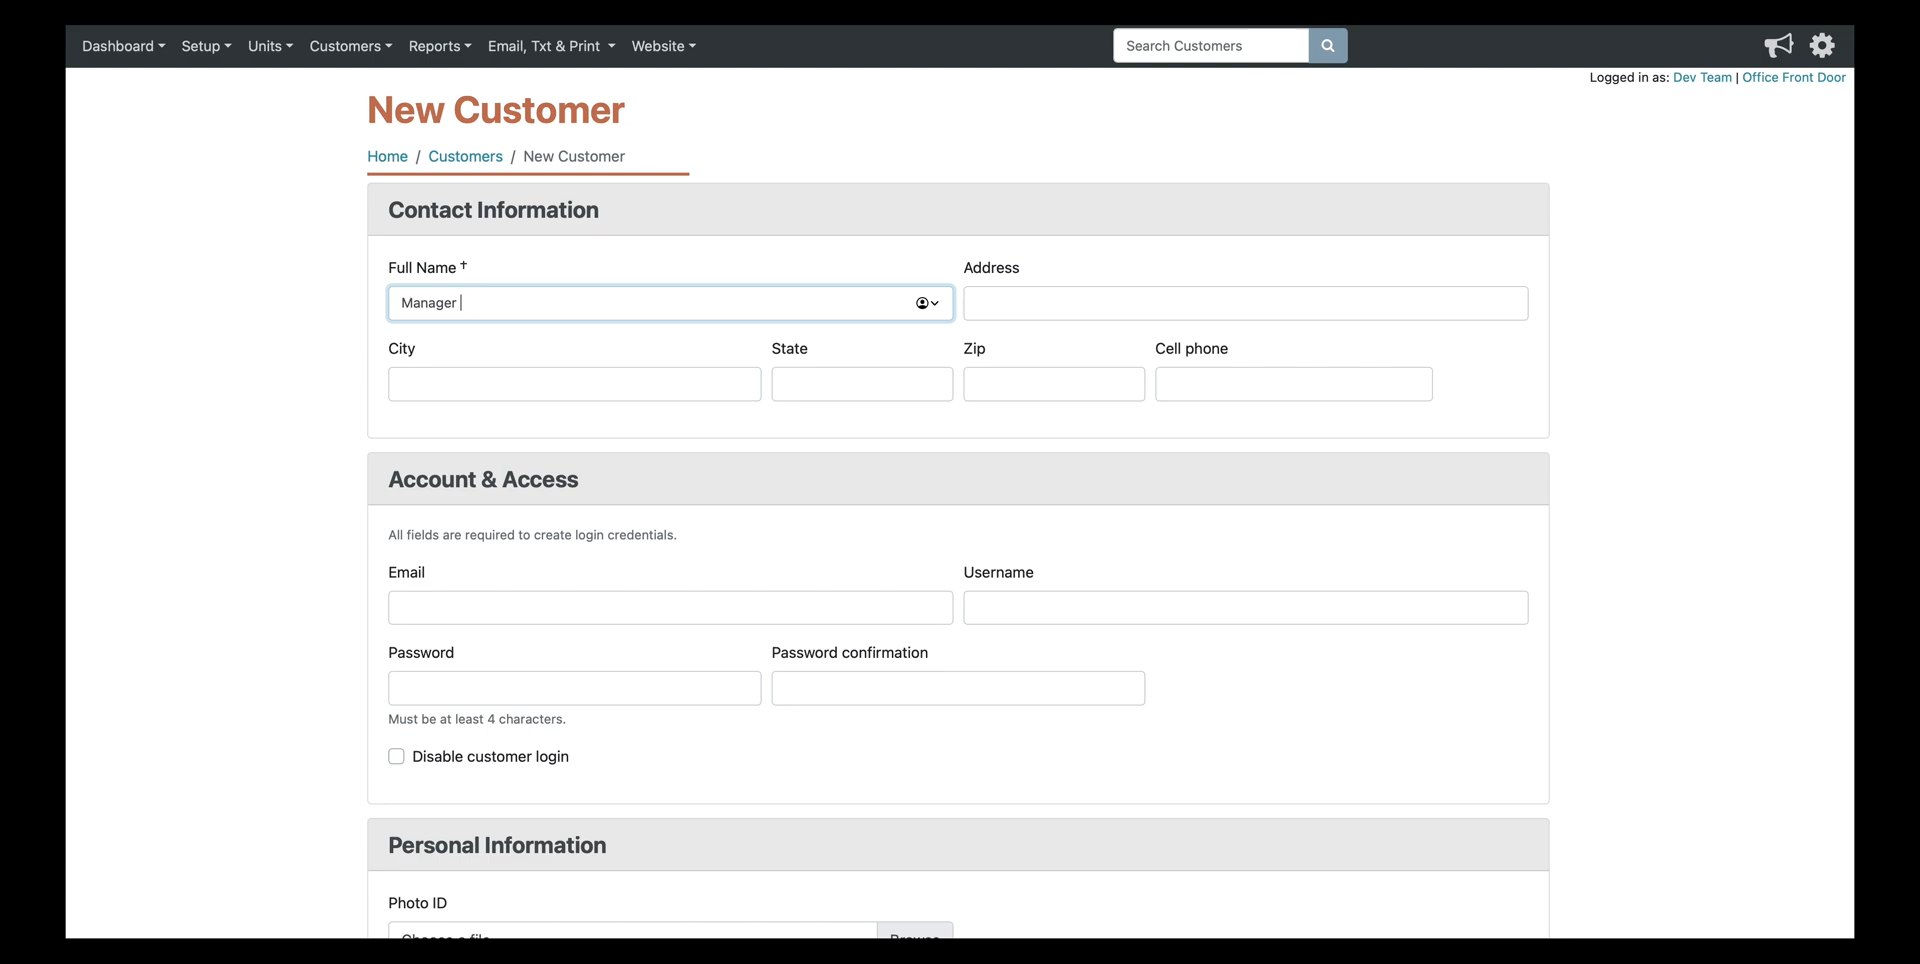 Dashboard Setup Units Customers Reports Email, Txt & Print Website Search Customers
Logged in as: Dev Team | Office Front Door
New Customer
Home / Customers / New Customer
Contact Information
Full Name † Address
Manager
City State Zip Cell phone
Account & Access
All fields are required to create login credentials.
Email Username
Password Password confirmation
Must be at least 4 characters.
Disable customer login
Personal Information
Photo ID
Choose a file Browse